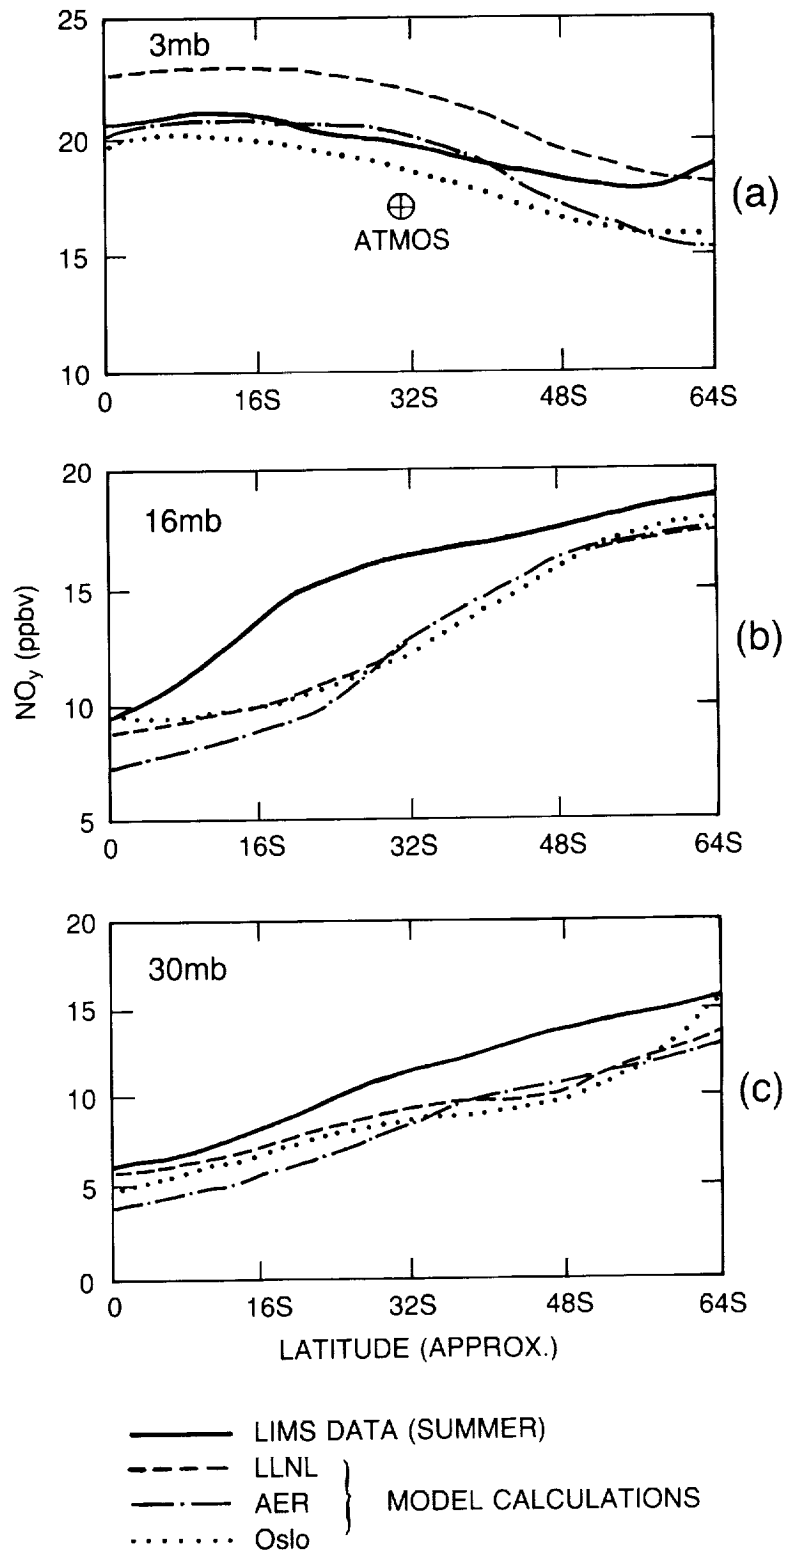 25
3mb
20
(a)
ATMOS
15
10
0 16S 32S 48S 64S
20
16mb
15
(b)
NOy (ppbv)
10
5
0 16S 32S 48S 64S
20
30mb
15
10
(c)
5
0
0 16S 32S 48S 64S
LATITUDE (APPROX.)
LIMS DATA (SUMMER)
LLNL
AER
MODEL CALCULATIONS
Oslo